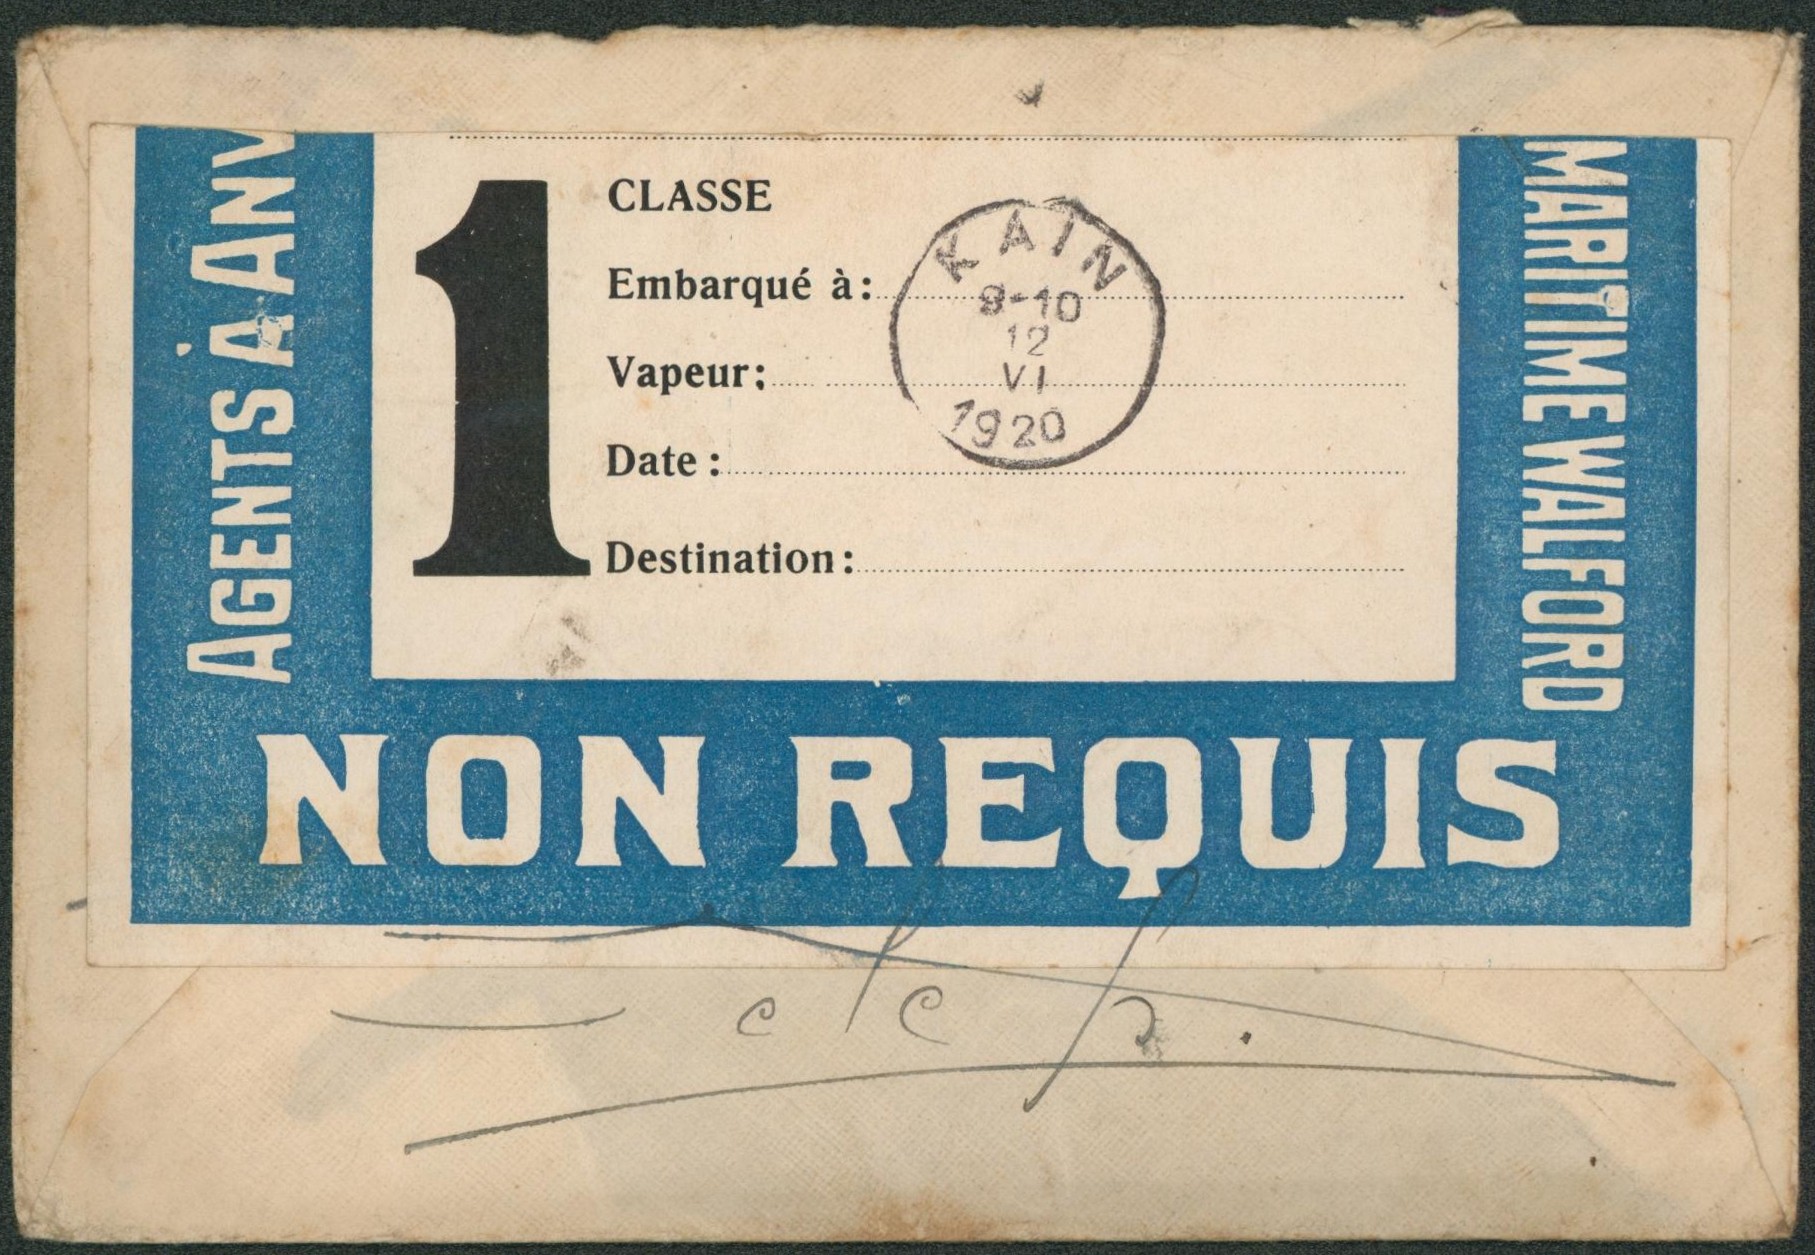 AGENTS À ANV
1
CLASSE
Embarqué à:
Vapeur:
Date:
Destination:
KAIN
8-10
12
VI
1920
MARITIME WALFORD
NON REQUIS